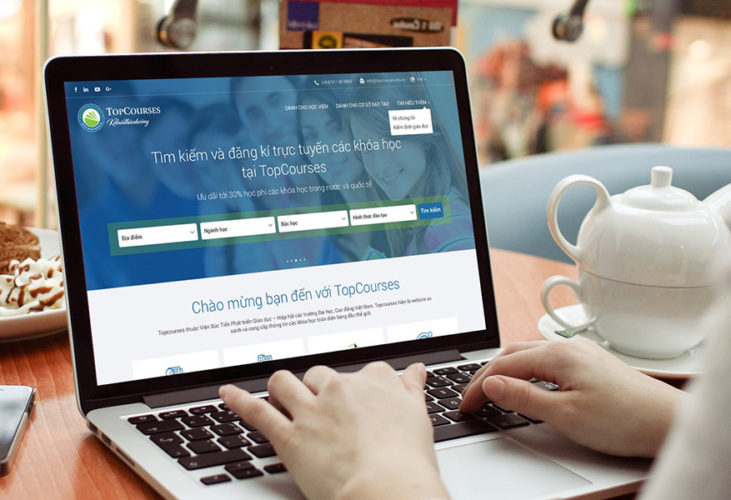 TOPCOURSES
DÀNH CHO HỌC VIÊN
DÀNH CHO CƠ SỞ ĐÀO TẠO
TÌM HIỂU THÊM
Về chúng tôi
Kiểm định giáo dục
Tìm kiếm và đăng kí trực tuyến các khóa học
tại TopCourses
Ưu đãi tới 30% học phí các khóa học trong nước và quốc tế
Địa điểm
Ngành học
Bậc học
Hình thức đào tạo
Tìm kiếm
Chào mừng bạn đến với TopCourses
Topcourses thuộc Viện Xúc Tiến Phát triển Giáo dục – Hiệp hội các trường Đại học, Cao đẳng Việt Nam. Topcourses hiện là website so
sánh và cung cấp thông tin các khóa học toàn diện hàng đầu thế giới.